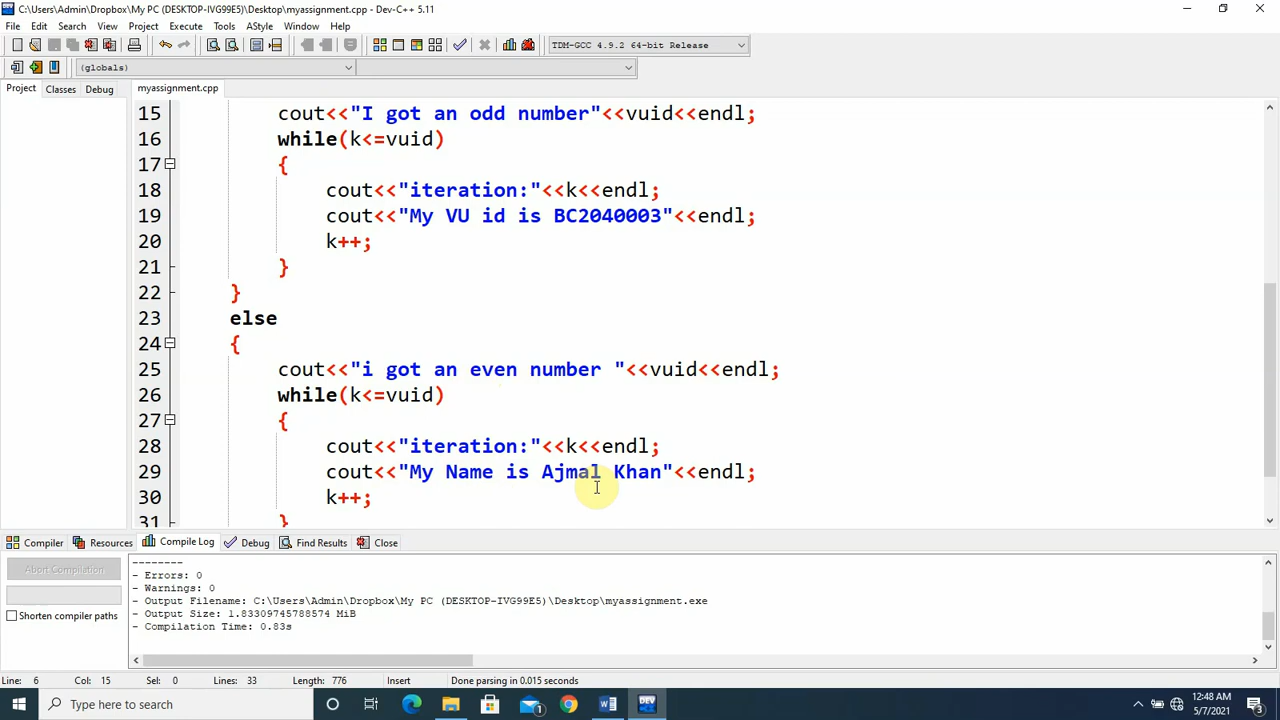 C:\Users\Admin\Dropbox\My PC (DESKTOP-IVG99E5)\Desktop\myassignment.cpp - Dev-C++ 5.11
File Edit Search View Project Execute Tools AStyle Window Help
TDM-GCC 4.9.2 64-bit Release
(globals)
Project Classes Debug myassignment.cpp
15 cout<<"I got an odd number"<<vuid<<endl;
16 while(k<=vuid)
17 {
18 cout<<"iteration:"<<k<<endl;
19 cout<<"My VU id is BC2040003"<<endl;
20 k++;
21 }
22 }
23 else
24 {
25 cout<<"i got an even number "<<vuid<<endl;
26 while(k<=vuid)
27 {
28 cout<<"iteration:"<<k<<endl;
29 cout<<"My Name is Ajmal Khan"<<endl;
30 k++;
31 }
Compiler Resources Compile Log Debug Find Results Close
Abort Compilation
Shorten compiler paths
--------
- Errors: 0
- Warnings: 0
- Output Filename: C:\Users\Admin\Dropbox\My PC (DESKTOP-IVG99E5)\Desktop\myassignment.exe
- Output Size: 1.83309745788574 MiB
- Compilation Time: 0.83s
Line: 6 Col: 15 Sel: 0 Lines: 33 Length: 776 Insert Done parsing in 0.015 seconds
Type here to search
12:48 AM
5/7/2021